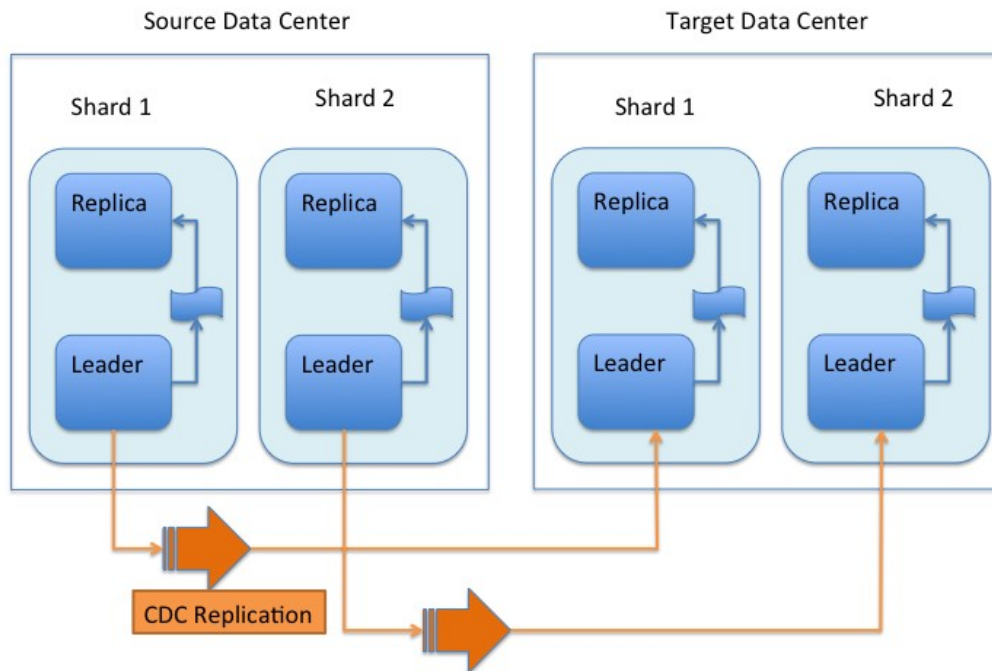 Source Data Center
Target Data Center
Shard 1
Shard 2
Shard 1
Shard 2
Replica
Replica
Replica
Replica
Leader
Leader
Leader
Leader
CDC Replication